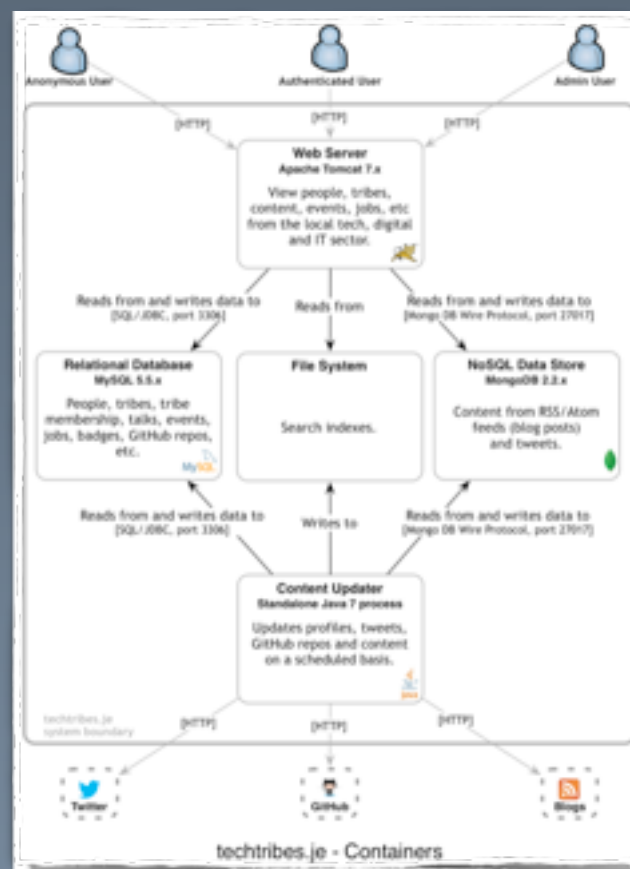 Anonymous User
Authenticated User
Admin User
[HTTP]
[HTTP]
[HTTP]
Web Server
Apache Tomcat 7.x
View people, tribes,
content, events, jobs, etc
from the local tech, digital
and IT sector.
Reads from and writes data to
[SQL/JDBC, port 3306]
Reads from
Reads from and writes data to
[Mongo DB Wire Protocol, port 27017]
Relational Database
MySQL 5.5.x
People, tribes, tribe
membership, talks, events,
jobs, badges, GitHub repos,
etc.
MySQL
File System
Search indexes.
NoSQL Data Store
MongoDB 2.2.x
Content from RSS/Atom
feeds (blog posts)
and tweets.
Reads from and writes data to
[SQL/JDBC, port 3306]
Writes to
Reads from and writes data to
[Mongo DB Wire Protocol, port 27017]
Content Updater
Standalone Java 7 process
Updates profiles, tweets,
GitHub repos and content
on a scheduled basis.
Java
techtribes.je
system boundary
[HTTP]
[HTTP]
[HTTP]
Twitter
GitHub
Blogs
techtribes.je - Containers